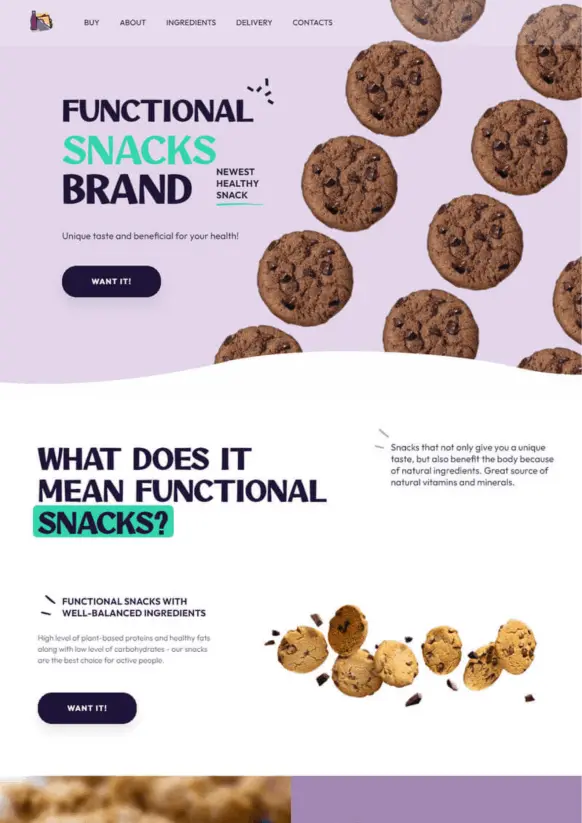 BUY ABOUT INGREDIENTS DELIVERY CONTACTS
FUNCTIONAL
SNACKS
BRAND
NEWEST
HEALTHY
SNACK
Unique taste and beneficial for your health!
WANT IT!
WHAT DOES IT
MEAN FUNCTIONAL
SNACKS?
Snacks that not only give you a unique
taste, but also benefit the body because
of natural ingredients. Great source of
natural vitamins and minerals.
FUNCTIONAL SNACKS WITH
WELL-BALANCED INGREDIENTS
High level of plant-based proteins and healthy fats
along with low level of carbohydrates - our snacks
are the best choice for active people.
WANT IT!